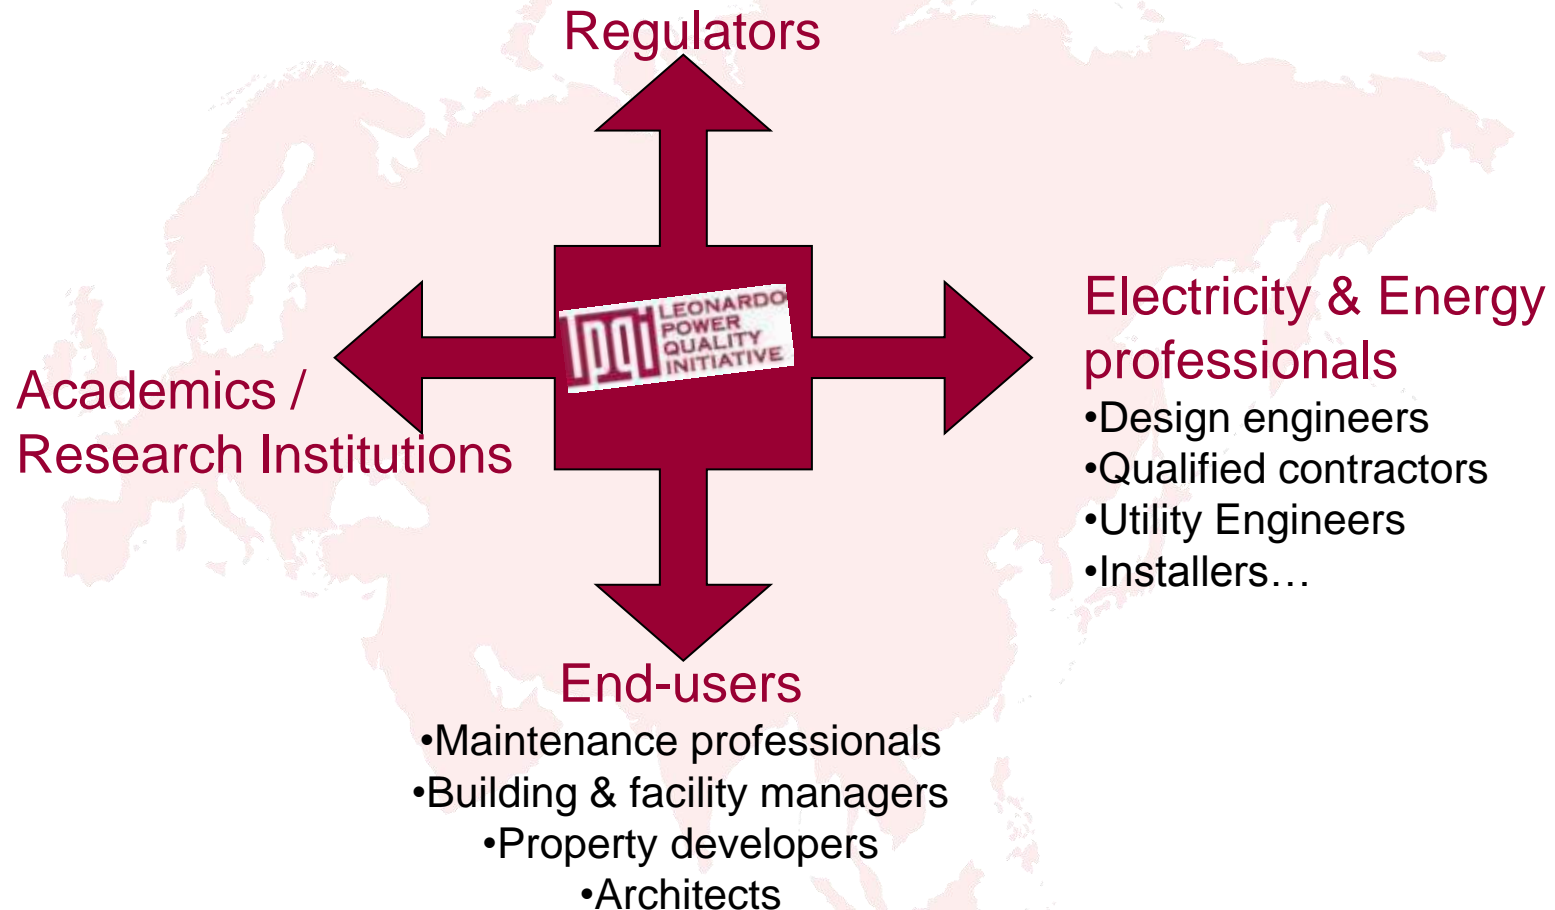 Regulators
lpqi
LEONARDO
POWER
QUALITY
INITIATIVE
Academics /
Research Institutions
Electricity & Energy
professionals
•Design engineers
•Qualified contractors
•Utility Engineers
•Installers…
End-users
•Maintenance professionals
•Building & facility managers
•Property developers
•Architects